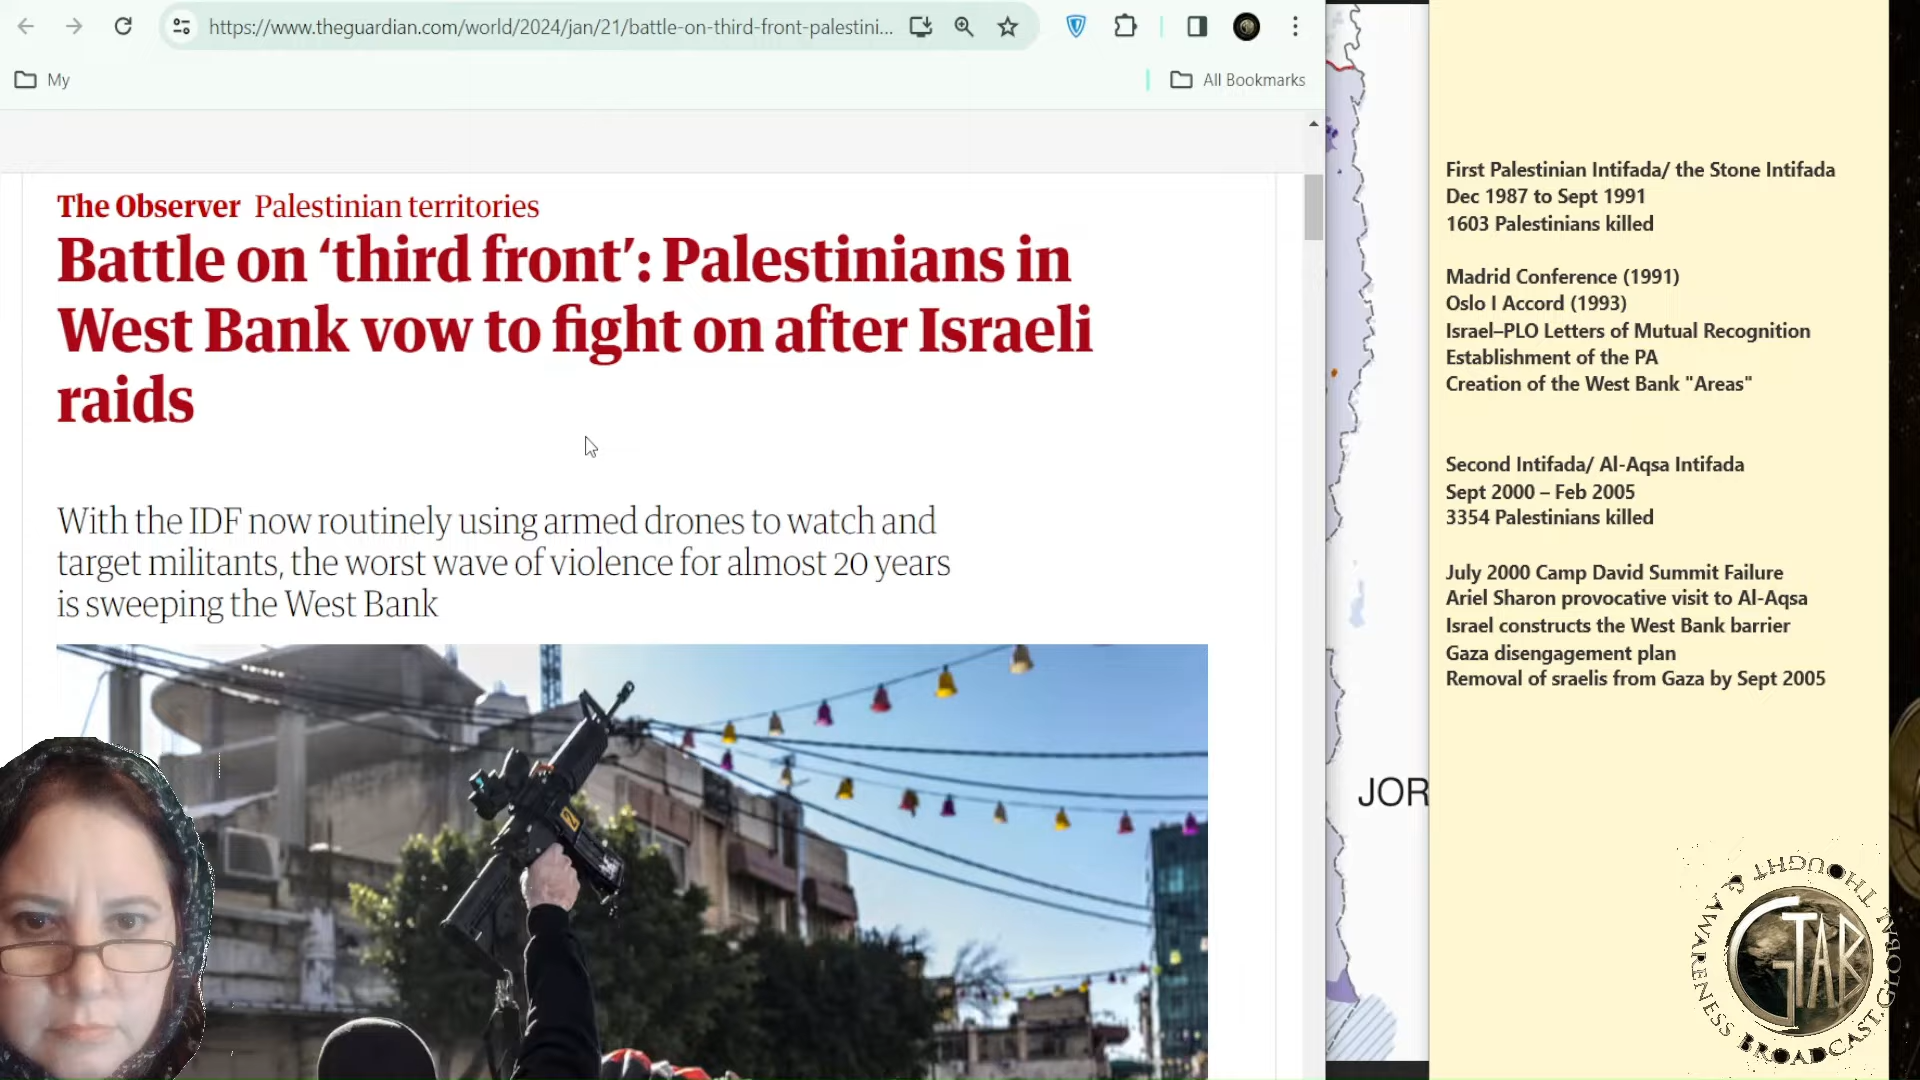 https://www.theguardian.com/world/2024/jan/21/battle-on-third-front-palestini...
My
All Bookmarks
The Observer Palestinian territories
Battle on ‘third front’: Palestinians in
West Bank vow to fight on after Israeli
raids
With the IDF now routinely using armed drones to watch and
target militants, the worst wave of violence for almost 20 years
is sweeping the West Bank
2
JOR
First Palestinian Intifada/ the Stone Intifada
Dec 1987 to Sept 1991
1603 Palestinians killed
Madrid Conference (1991)
Oslo I Accord (1993)
Israel–PLO Letters of Mutual Recognition
Establishment of the PA
Creation of the West Bank "Areas"
Second Intifada/ Al-Aqsa Intifada
Sept 2000 – Feb 2005
3354 Palestinians killed
July 2000 Camp David Summit Failure
Ariel Sharon provocative visit to Al-Aqsa
Israel constructs the West Bank barrier
Gaza disengagement plan
Removal of sraelis from Gaza by Sept 2005
GLOBAL THOUGHT & AWARENESS BROADCAST
GTAB